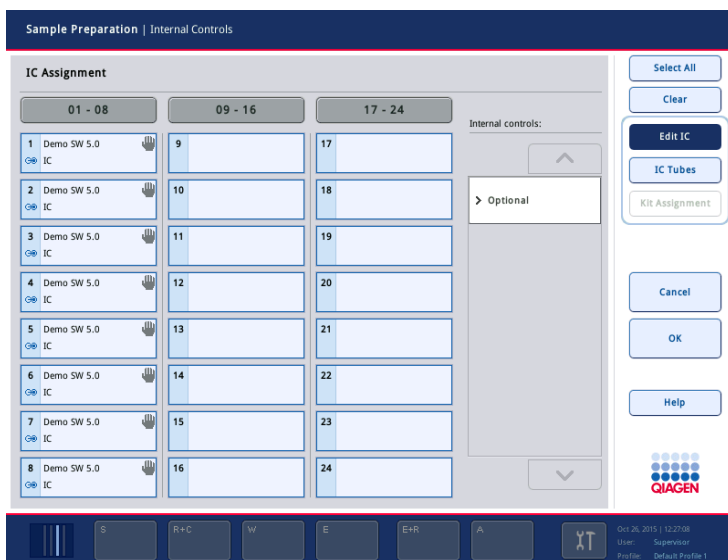 Sample Preparation | Internal Controls
IC Assignment
01 - 08
09 - 16
17 - 24
Internal controls:
1 Demo SW 5.0
IC
2 Demo SW 5.0
IC
3 Demo SW 5.0
IC
4 Demo SW 5.0
IC
5 Demo SW 5.0
IC
6 Demo SW 5.0
IC
7 Demo SW 5.0
IC
8 Demo SW 5.0
IC
9
10
11
12
13
14
15
16
17
18
19
20
21
22
23
24
Optional
Select All
Clear
Edit IC
IC Tubes
Kit Assignment
Cancel
OK
Help
QIAGEN
S
R+C
W
E
E+R
A
Oct 26, 2015 | 12:27:08
User: Supervisor
Profile: Default Profile 1